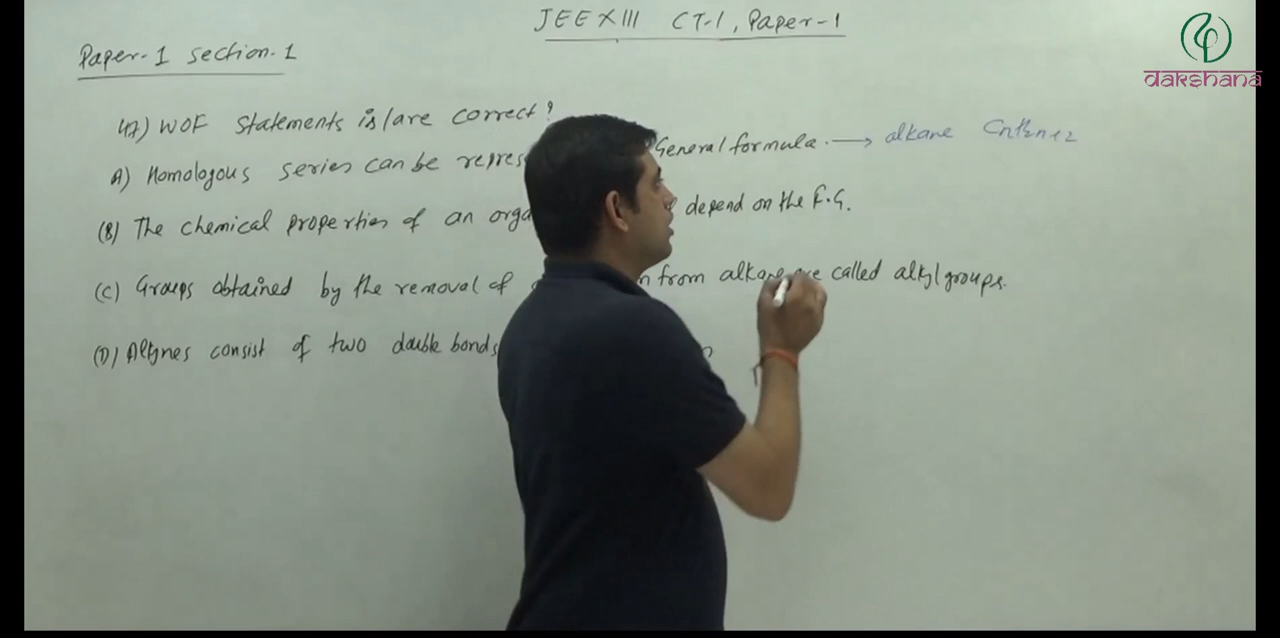 JEE XIII CT-1, Paper-1
dakshana
Paper-1 Section-1
47) WOF Statements is/are correct?
A) Homologous series can be repres General formula. → alkane CnH2n+2
(B) The chemical properties of an orga depend on the F.G.
(C) Groups obtained by the removal of from alkane are called alkyl groups.
(D) Alkynes consist of two double bonds